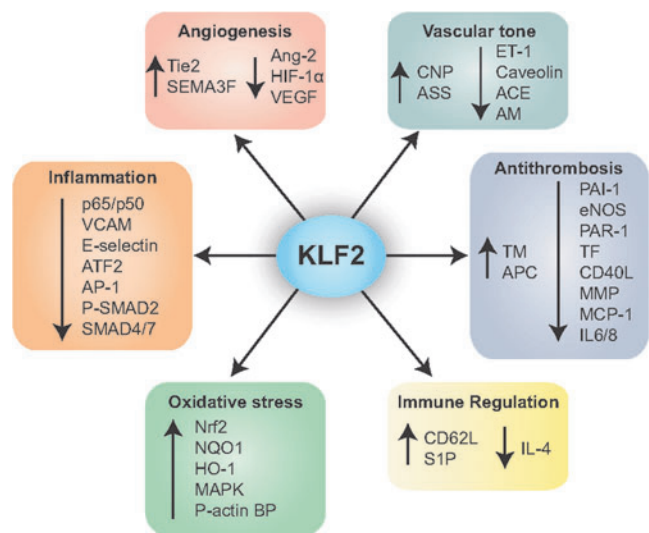 Angiogenesis
Tie2
SEMA3F
Ang-2
HIF-1α
VEGF
Vascular tone
CNP
ASS
ET-1
Caveolin
ACE
AM
Inflammation
p65/p50
VCAM
E-selectin
ATF2
AP-1
P-SMAD2
SMAD4/7
KLF2
Antithrombosis
TM
APC
PAI-1
eNOS
PAR-1
TF
CD40L
MMP
MCP-1
IL6/8
Oxidative stress
Nrf2
NQO1
HO-1
MAPK
P-actin BP
Immune Regulation
CD62L
S1P
IL-4